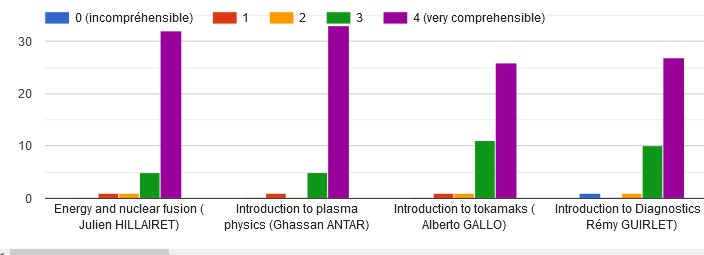 0 (incompréhensible) 1 2 3 4 (very comprehensible)
30
20
10
0
Energy and nuclear fusion (
Julien HILLAIRET)
Introduction to plasma
physics (Ghassan ANTAR)
Introduction to tokamaks (
Alberto GALLO)
Introduction to Diagnostics
Rémy GUIRLET)